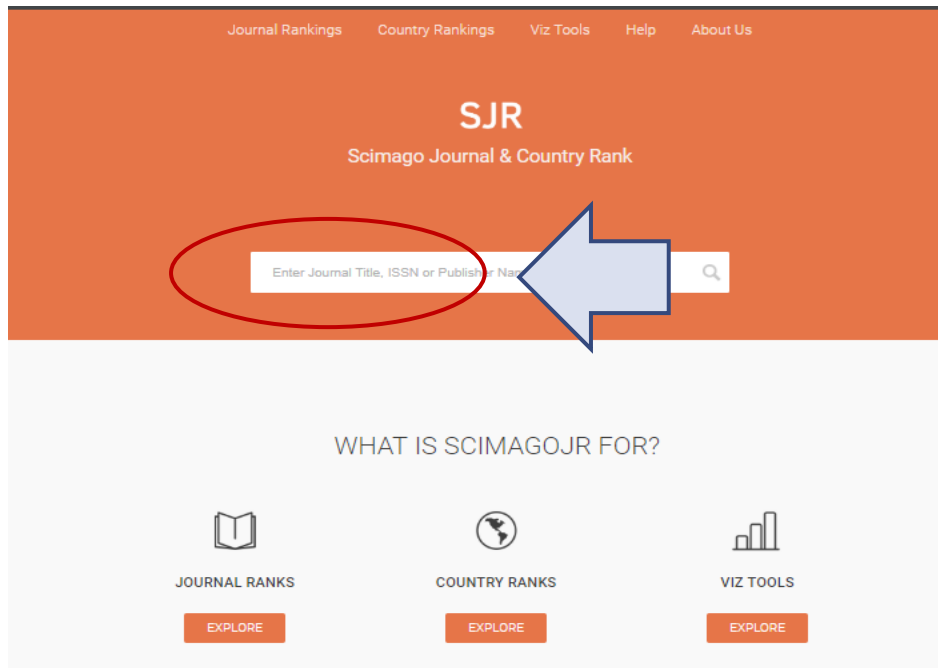 Journal Rankings Country Rankings Viz Tools Help About Us
SJR
Scimago Journal & Country Rank
Enter Journal Title, ISSN or Publisher
WHAT IS SCIMAGOJR FOR?
JOURNAL RANKS COUNTRY RANKS VIZ TOOLS
EXPLORE EXPLORE EXPLORE